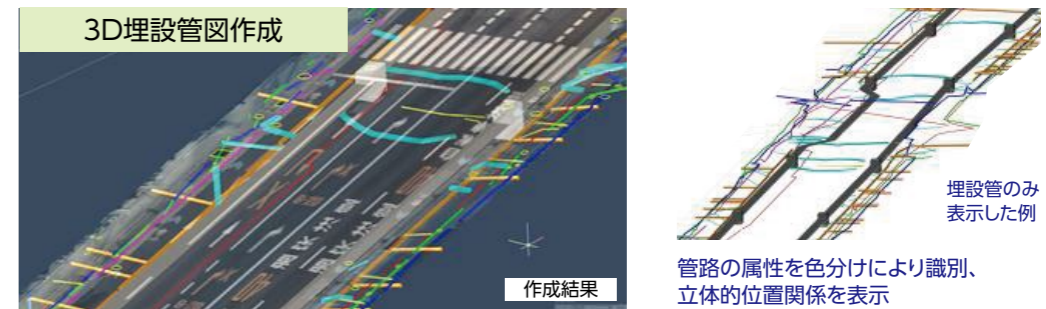 3D埋設管図作成
作成結果
埋設管のみ
表示した例
管路の属性を色分けにより識別、
立体的位置関係を表示